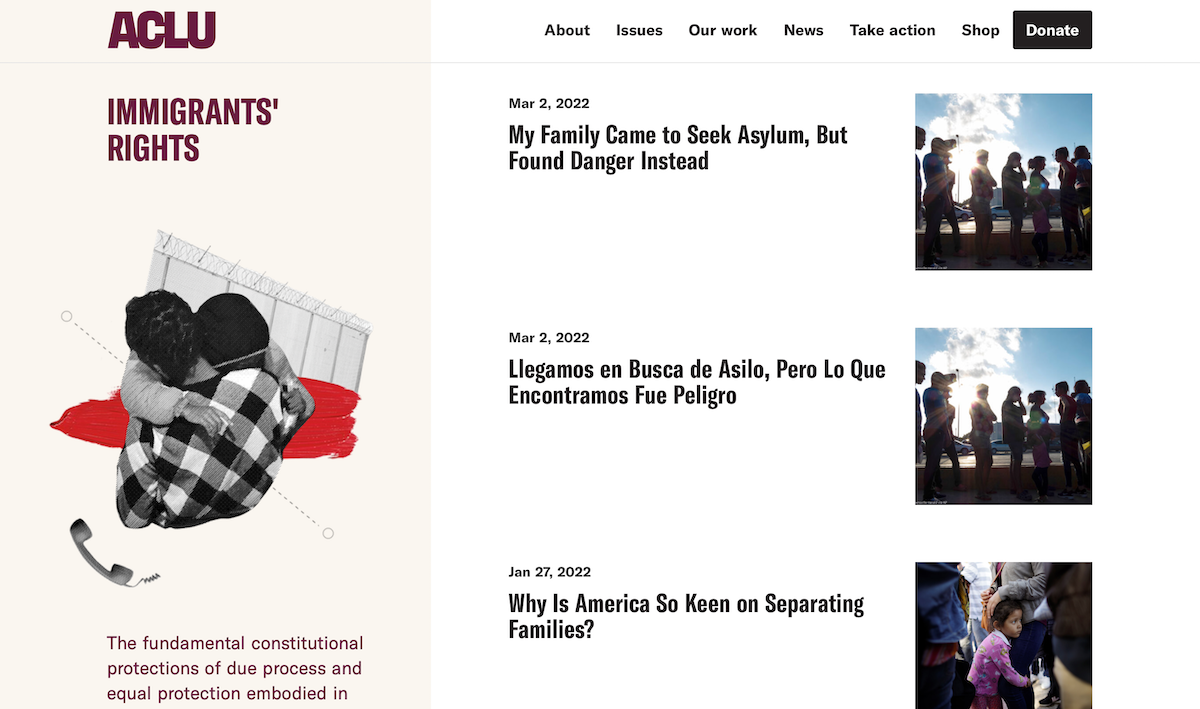 ACLU
About Issues Our work News Take action Shop Donate
IMMIGRANTS'
RIGHTS
The fundamental constitutional
protections of due process and
equal protection embodied in
Mar 2, 2022
My Family Came to Seek Asylum, But
Found Danger Instead
Mar 2, 2022
Llegamos en Busca de Asilo, Pero Lo Que
Encontramos Fue Peligro
Jan 27, 2022
Why Is America So Keen on Separating
Families?